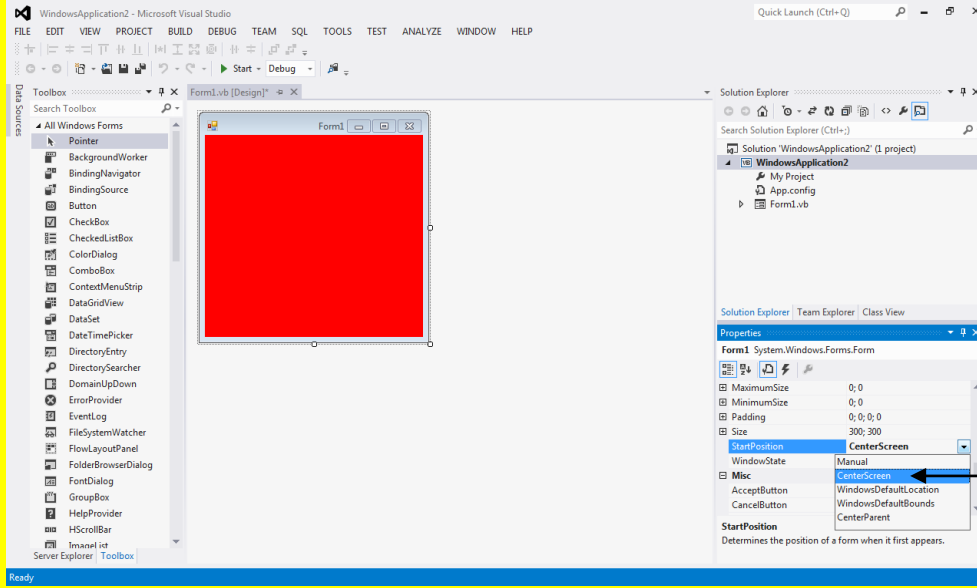 WindowsApplication2 - Microsoft Visual Studio
Quick Launch (Ctrl+Q)
FILE EDIT VIEW PROJECT BUILD DEBUG TEAM SQL TOOLS TEST ANALYZE WINDOW HELP
Start Debug
Data Sources
Toolbox
Search Toolbox
All Windows Forms
Pointer
BackgroundWorker
BindingNavigator
BindingSource
Button
CheckBox
CheckedListBox
ColorDialog
ComboBox
ContextMenuStrip
DataGridView
DataSet
DateTimePicker
DirectoryEntry
DirectorySearcher
DomainUpDown
ErrorProvider
EventLog
FileSystemWatcher
FlowLayoutPanel
FolderBrowserDialog
FontDialog
GroupBox
HelpProvider
HScrollBar
ImageList
Server Explorer Toolbox
Form1.vb [Design]*
Form1
Solution Explorer
Search Solution Explorer (Ctrl+;)
Solution 'WindowsApplication2' (1 project)
VB WindowsApplication2
My Project
App.config
Form1.vb
Solution Explorer Team Explorer Class View
Properties
Form1 System.Windows.Forms.Form
MaximumSize 0; 0
MinimumSize 0; 0
Padding 0; 0; 0; 0
Size 300; 300
StartPosition CenterScreen
WindowState
Misc
AcceptButton
CancelButton
Manual
CenterScreen
WindowsDefaultLocation
WindowsDefaultBounds
CenterParent
StartPosition
Determines the position of a form when it first appears.
Ready